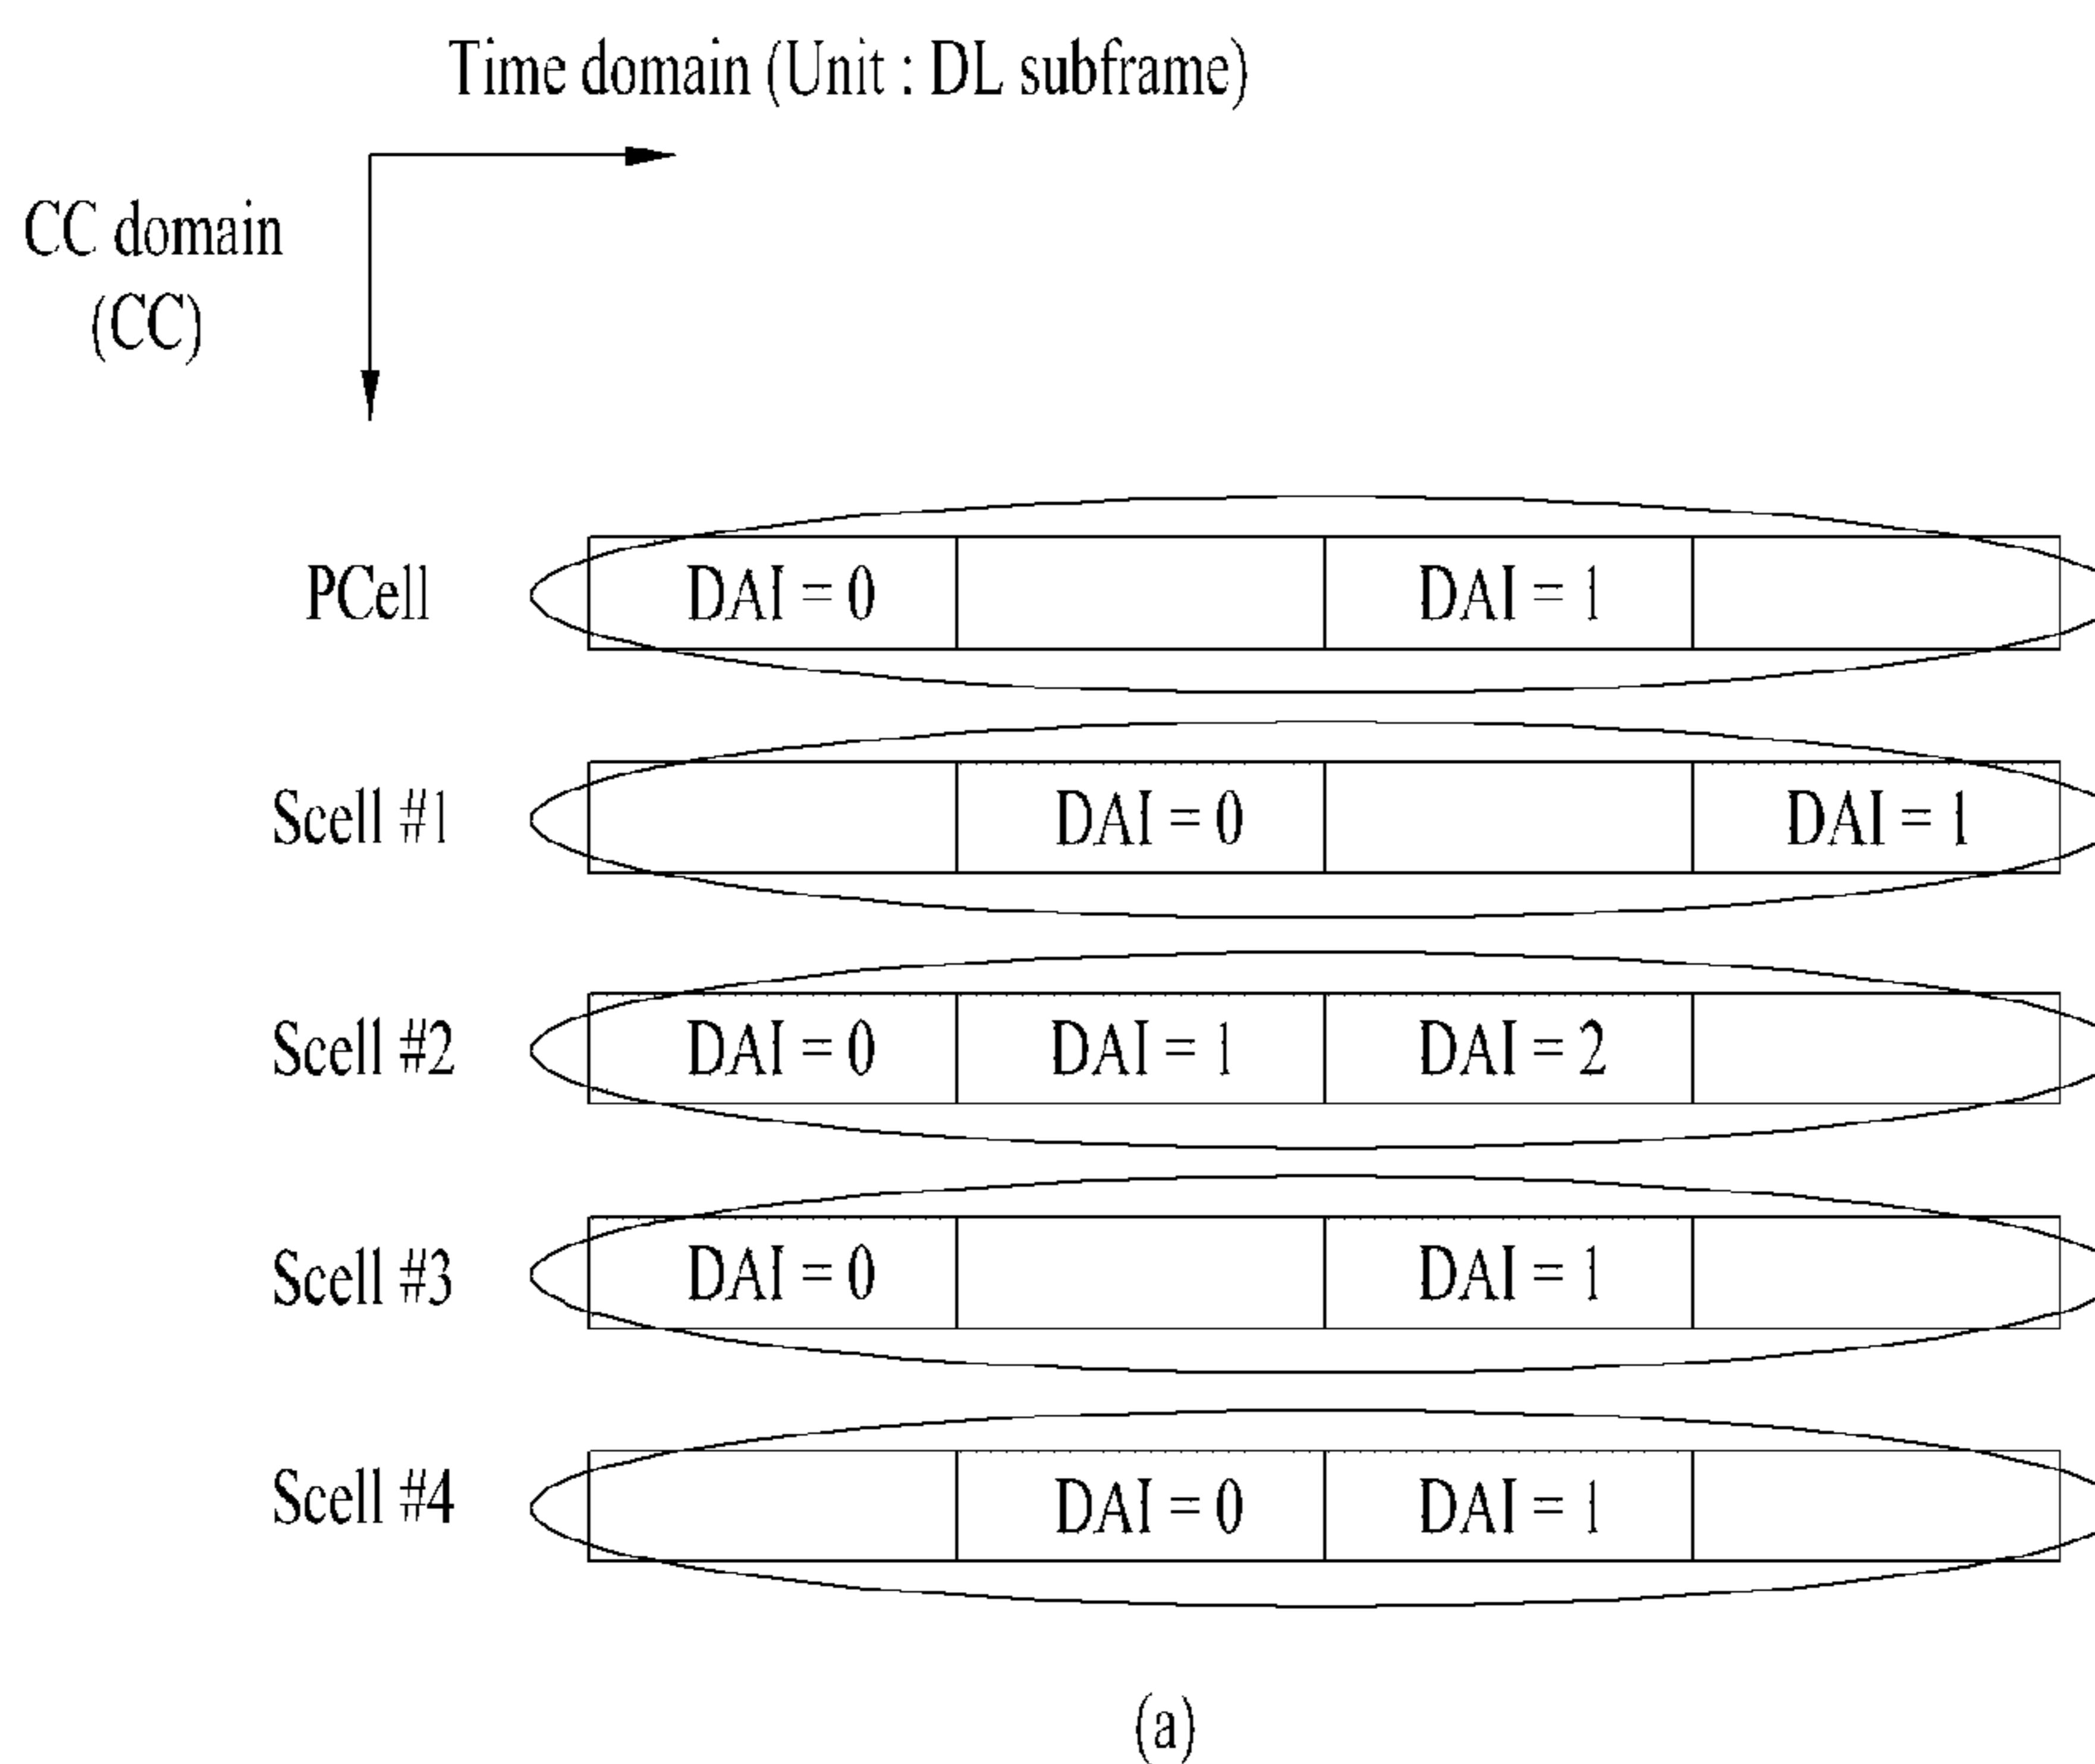 Time domain (Unit : DL subframe)
CC domain
(CC)
PCell DAI = 0 DAI = 1
Scell #1 DAI = 0 DAI = 1
Scell #2 DAI = 0 DAI = 1 DAI = 2
Scell #3 DAI = 0 DAI = 1
Scell #4 DAI = 0 DAI = 1
(a)